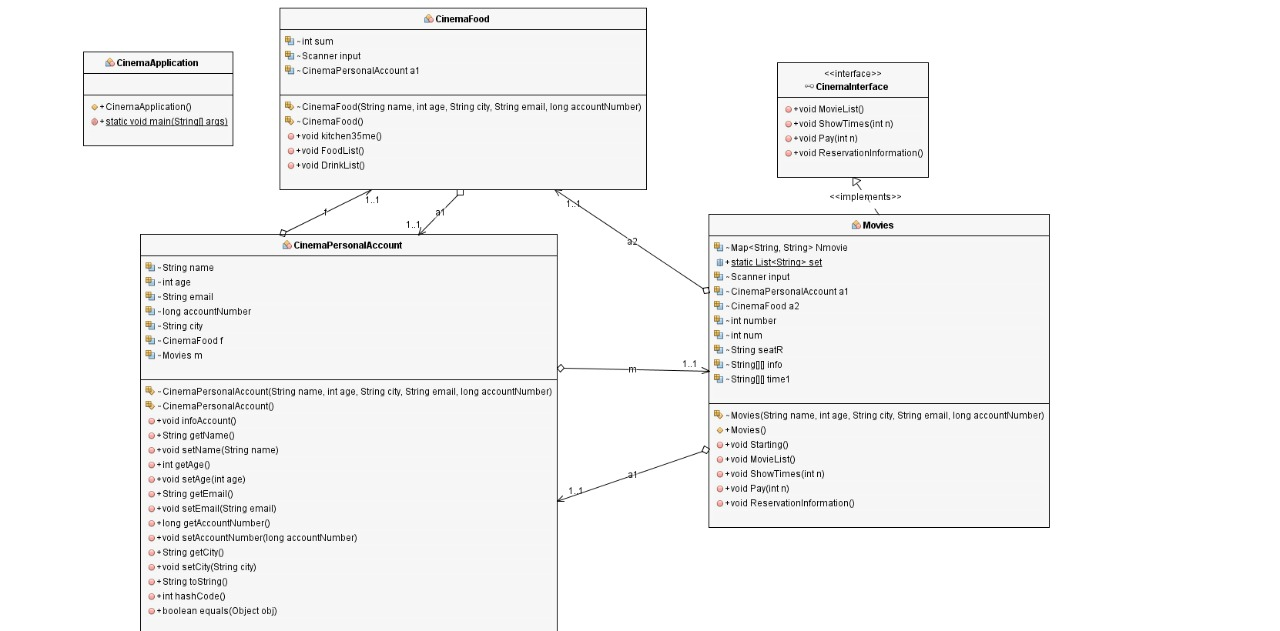 CinemaFood
~int sum
~Scanner input
~CinemaPersonalAccount a1
~CinemaFood(String name, int age, String city, String email, long accountNumber)
~CinemaFood()
+void kitchen35me()
+void FoodList()
+void DrinkList()
CinemaApplication
+CinemaApplication()
+static void main(String[] args)
<<interface>>
CinemaInterface
+void MovieList()
+void ShowTimes(int n)
+void Pay(int n)
+void ReservationInformation()
<<implements>>
1..1
f
a1
1..1
1..1
a2
CinemaPersonalAccount
~String name
~int age
~String email
~long accountNumber
~String city
~CinemaFood f
~Movies m
~CinemaPersonalAccount(String name, int age, String city, String email, long accountNumber)
~CinemaPersonalAccount()
+void infoAccount()
+String getName()
+void setName(String name)
+int getAge()
+void setAge(int age)
+String getEmail()
+void setEmail(String email)
+long getAccountNumber()
+void setAccountNumber(long accountNumber)
+String getCity()
+void setCity(String city)
+String toString()
+int hashCode()
+boolean equals(Object obj)
m
1..1
a1
1..1
Movies
~Map<String, String> Nmovie
+static List<String> set
~Scanner input
~CinemaPersonalAccount a1
~CinemaFood a2
~int number
~int num
~String seatR
~String[][] info
~String[][] time1
~Movies(String name, int age, String city, String email, long accountNumber)
+Movies()
+void Starting()
+void MovieList()
+void ShowTimes(int n)
+void Pay(int n)
+void ReservationInformation()